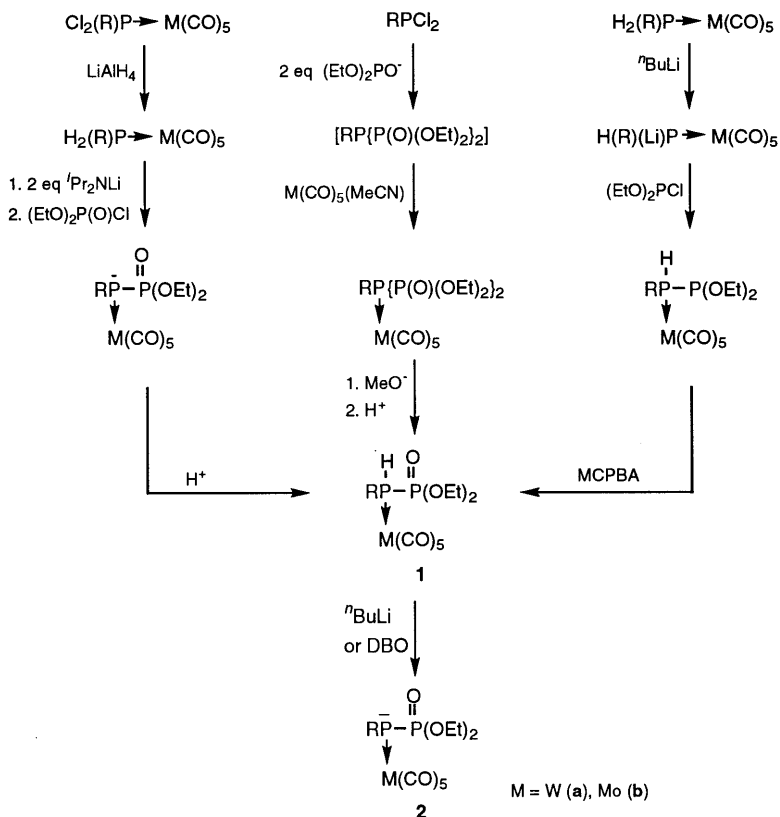 Cl₂(R)P→M(CO)₅
LiAlH₄
H₂(R)P→M(CO)₅
1. 2 eq ⁱPr₂NLi
2. (EtO)₂P(O)Cl
O
RP̄–P(OEt)₂
M(CO)₅
H⁺
RPCl₂
2 eq (EtO)₂PO⁻
[RP{P(O)(OEt)₂}₂]
M(CO)₅(MeCN)
RP{P(O)(OEt)₂}₂
M(CO)₅
1. MeO⁻
2. H⁺
H O
RP–P(OEt)₂
M(CO)₅
1
ⁿBuLi
or DBO
O
RP̄–P(OEt)₂
M(CO)₅
2
H₂(R)P→M(CO)₅
ⁿBuLi
H(R)(Li)P→M(CO)₅
(EtO)₂PCl
H
RP–P(OEt)₂
M(CO)₅
MCPBA
M = W (a), Mo (b)